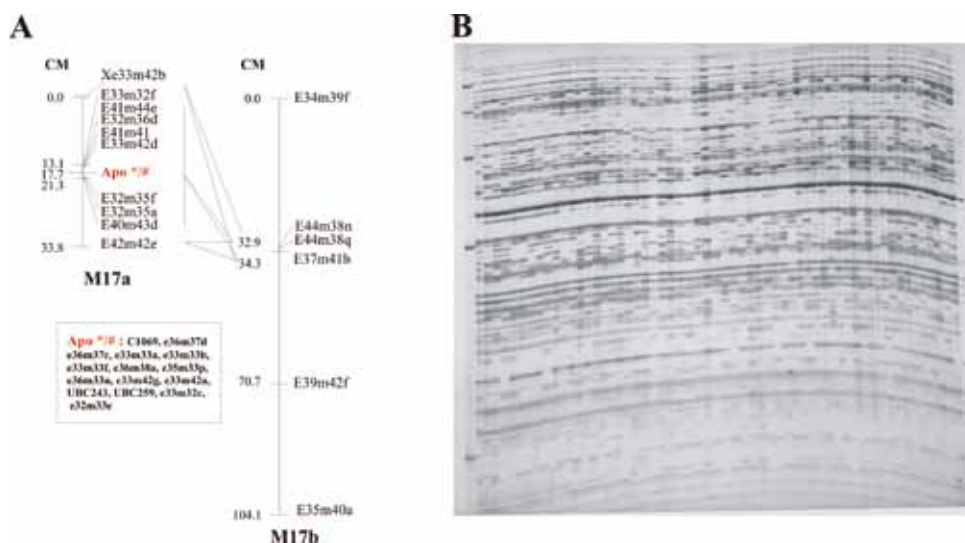 A
CM
Xe33m42b
0.0
E33m32f
E41m44e
E32m36d
E41m41
E33m42d
13.1
17.7
Apo */#
21.3
E32m35f
E32m35a
E40m43d
33.8
E42m42e
M17a
Apo */# : C1069, e36m37d
e36m37c, e33m33a, e33m33b,
e33m33f, e36m38a, e35m33p,
e36m33n, e33m42g, e33m42a,
UBC243, UBC259, e33m32c,
e32m33e
CM
0.0
E34m39f
E44m38n
32.9
E44m38q
34.3
E37m41b
70.7
E39m42f
104.1
E35m40a
M17b
B